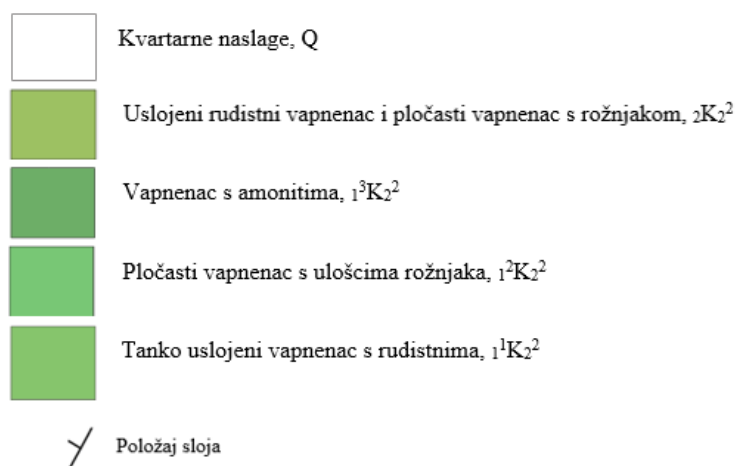 Kvartarne naslage, Q
Uslojeni rudistni vapnenac i pločasti vapnenac s rožnjakom, ₂K₂²
Vapnenac s amonitima, ₁³K₂²
Pločasti vapnenac s ulošcima rožnjaka, ₁²K₂²
Tanko uslojeni vapnenac s rudistnima, ₁¹K₂²
Položaj sloja